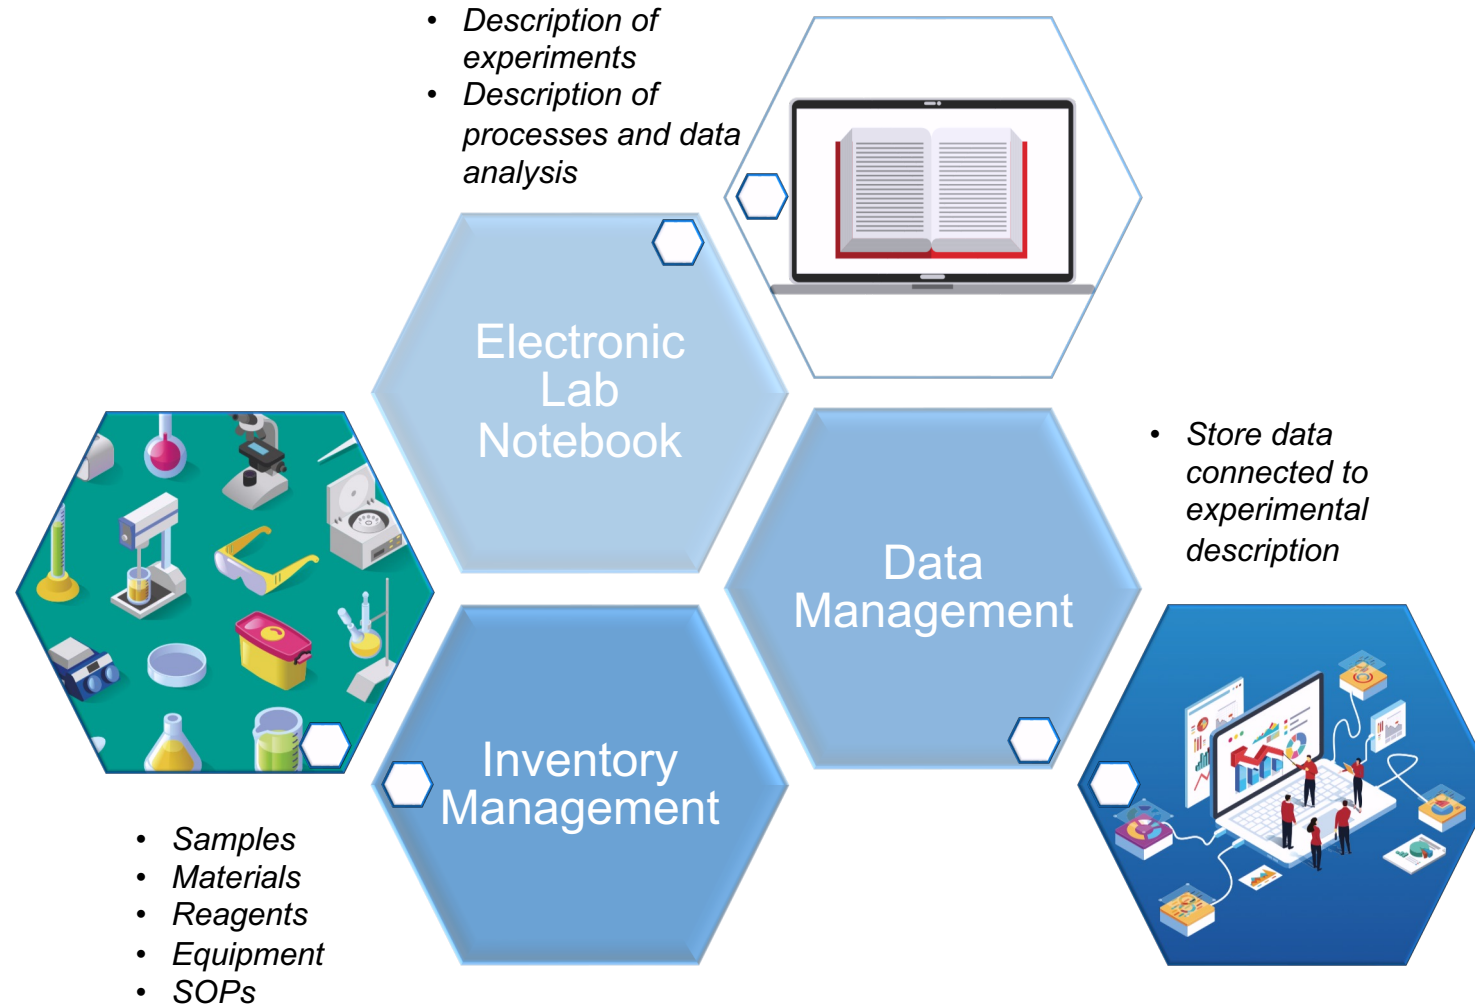 • Description of
experiments
• Description of
processes and data
analysis
Electronic
Lab
Notebook
• Store data
connected to
experimental
description
Data
Management
Inventory
Management
• Samples
• Materials
• Reagents
• Equipment
• SOPs